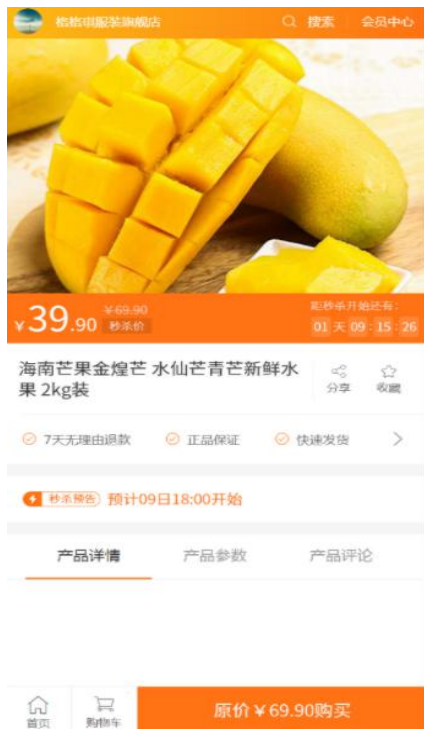 格格琪服装旗舰店 搜索 会员中心
¥39.90 ¥69.90 秒杀价
距秒杀开始还有:
01 天 09 : 15 : 26
海南芒果金煌芒 水仙芒青芒新鲜水
果 2kg装
分享 收藏
7天无理由退款 正品保证 快速发货
秒杀预告 预计09日18:00开始
产品详情 产品参数 产品评论
首页 购物车 原价¥69.90购买